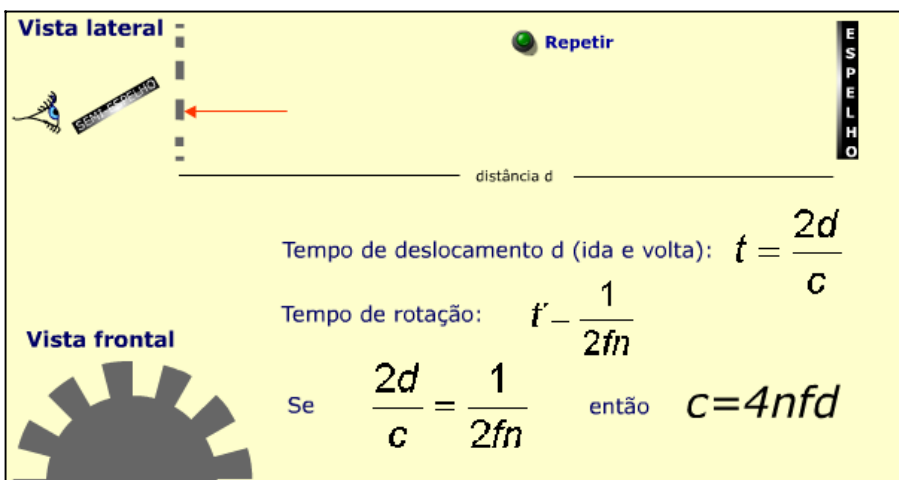 Vista lateral
Repetir
SEMI-ESPELHO
ESPELHO
distância d
Tempo de deslocamento d (ida e volta): t = 2d/c
Tempo de rotação: t' – 1/2fn
Vista frontal
Se 2d/c = 1/2fn então c=4nfd